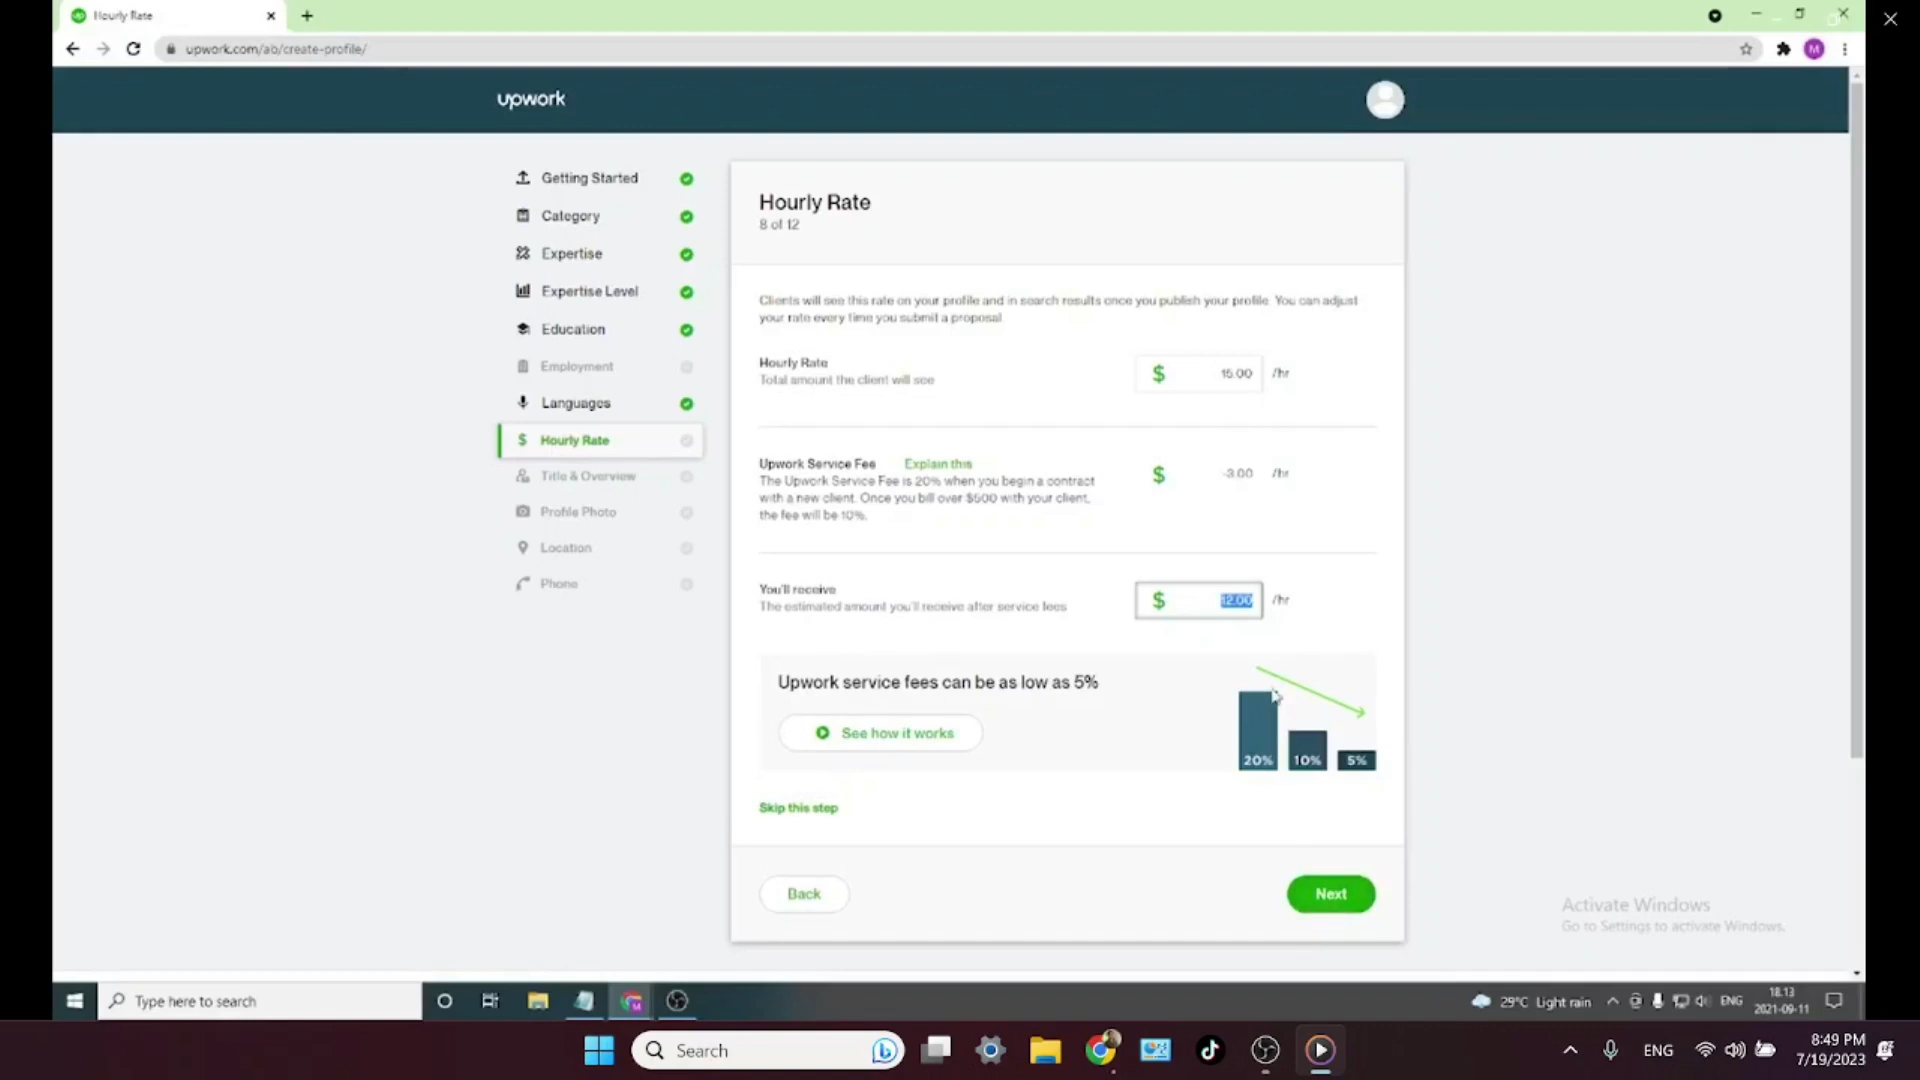 Hourly Rate
upwork.com/ab/create-profile/
M
upwork
Getting Started
Category
Expertise
Expertise Level
Education
Employment
Languages
$ Hourly Rate
Title & Overview
Profile Photo
Location
Phone
Hourly Rate
8 of 12
Clients will see this rate on your profile and in search results once you publish your profile. You can adjust
your rate every time you submit a proposal.
Hourly Rate
Total amount the client will see
$ 15.00 /hr
Upwork Service Fee Explain this
The Upwork Service Fee is 20% when you begin a contract
with a new client. Once you bill over $500 with your client,
the fee will be 10%.
$ -3.00 /hr
You'll receive
The estimated amount you'll receive after service fees
$ 12.00 /hr
Upwork service fees can be as low as 5%
See how it works
20% 10% 5%
Skip this step
Back
Next
Activate Windows
Go to Settings to activate Windows.
Type here to search
29°C Light rain
ENG
18.13
2021-09-11
Search
ENG
8:49 PM
7/19/2023